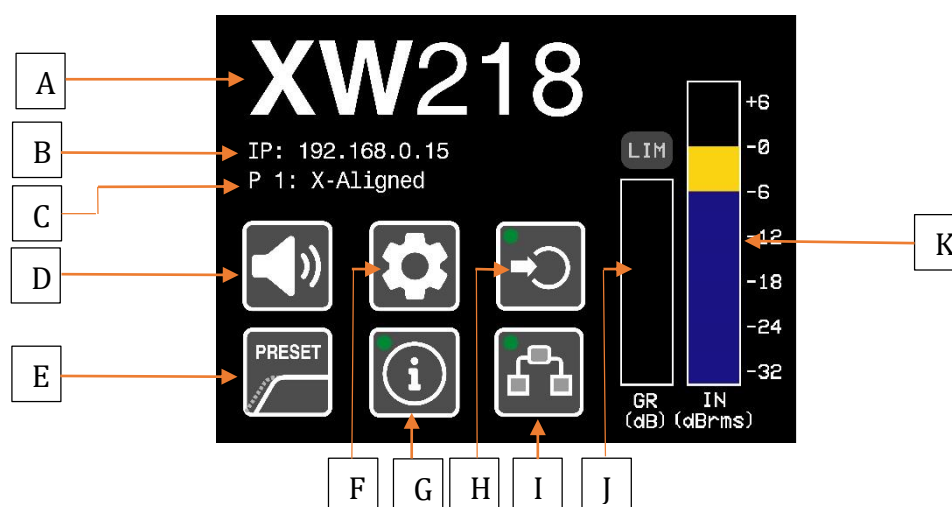 A
XW218
B
IP: 192.168.0.15
C
P 1: X-Aligned
LIM
+6
-0
-6
-12
-18
-24
-32
D
E
PRESET
K
GR
(dB)
IN
(dBrms)
F
G
H
I
J